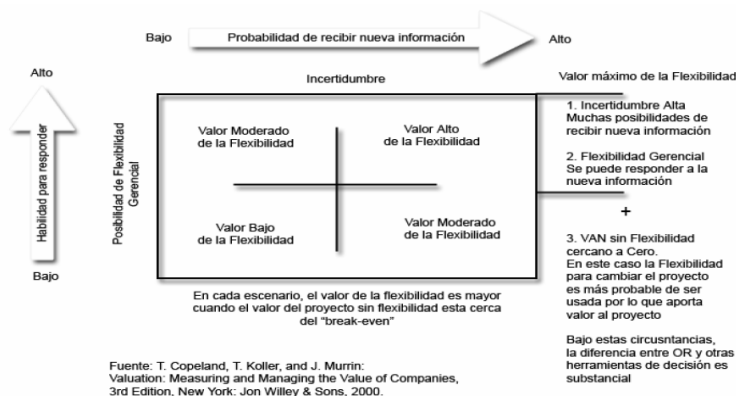 Bajo
Probabilidad de recibir nueva información
Alto
Alto
Habilidad para responder
Bajo
Incertidumbre
Posibilidad de Flexibilidad
Gerencial
Valor Moderado
de la Flexibilidad
Valor Alto
de la Flexibilidad
Valor Bajo
de la Flexibilidad
Valor Moderado
de la Flexibilidad
En cada escenario, el valor de la flexibilidad es mayor
cuando el valor del proyecto sin flexibilidad esta cerca
del "break-even"
Valor máximo de la Flexibilidad
1. Incertidumbre Alta
Muchas posibilidades de
recibir nueva información
2. Flexibilidad Gerencial
Se puede responder a la
nueva información
+
3. VAN sin Flexibilidad
cercano a Cero.
En este caso la Flexibilidad
para cambiar el proyecto
es más probable de ser
usada por lo que aporta
valor al proyecto
Bajo estas circusntancias,
la diferencia entre OR y otras
herramientas de decisión es
substancial
Fuente: T. Copeland, T. Koller, and J. Murrin:
Valuation: Measuring and Managing the Value of Companies,
3rd Edition, New York: Jon Willey & Sons, 2000.